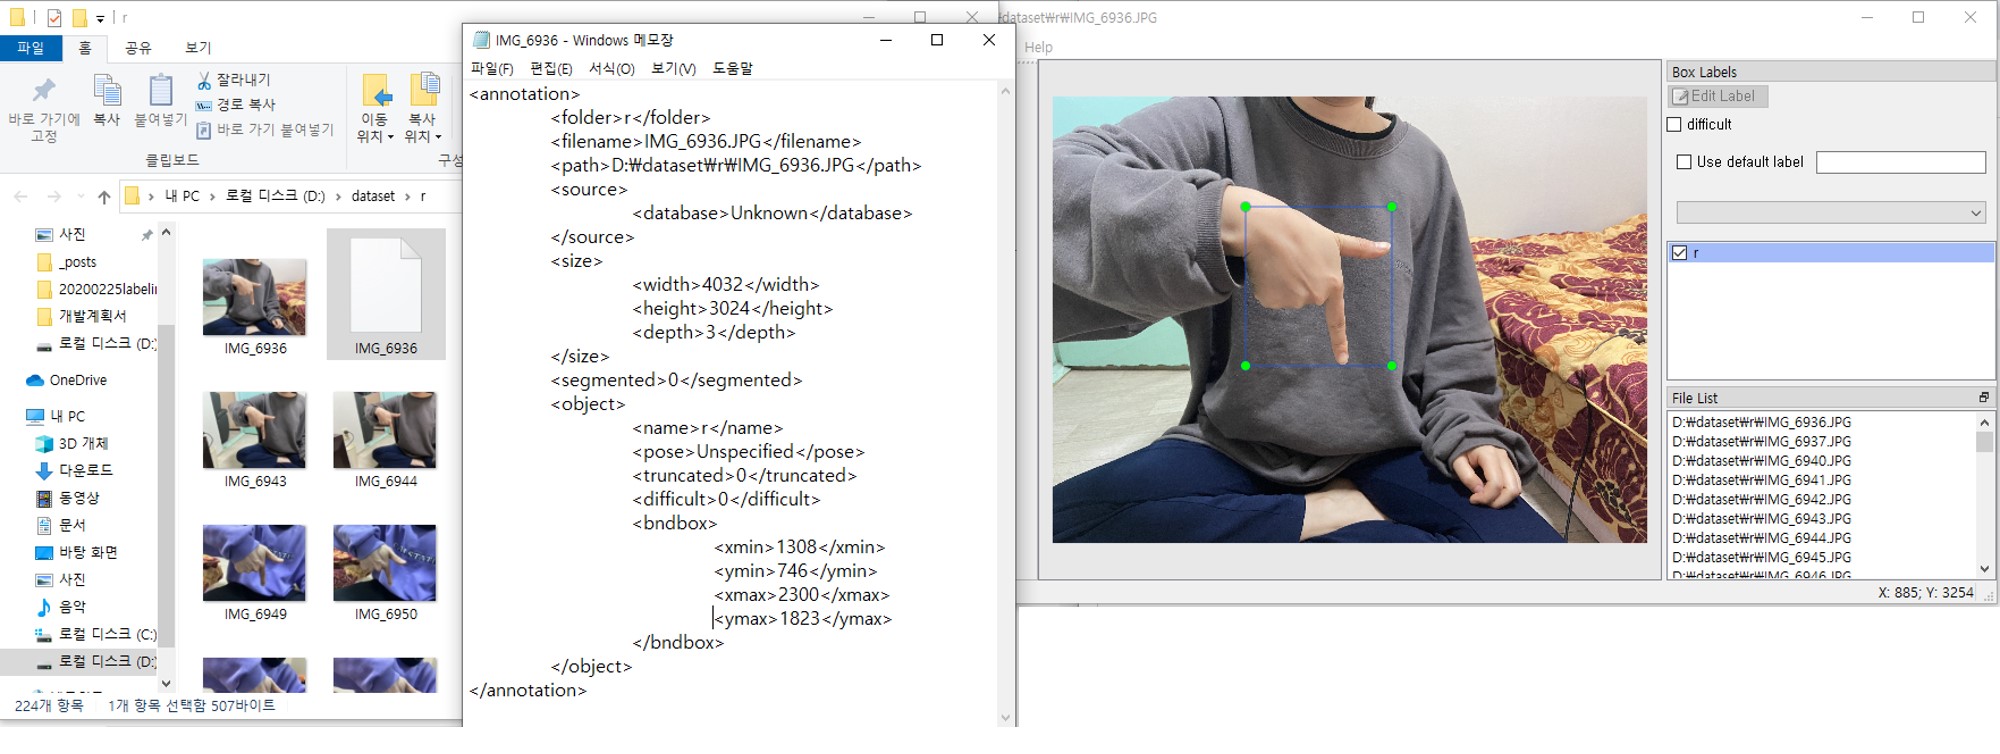 r
파일
홈
공유
보기
바로 가기에
고정
복사
붙여넣기
잘라내기
경로 복사
바로 가기 붙여넣기
클립보드
이동
위치
복사
위치
구성
내 PC › 로컬 디스크 (D:) › dataset › r
사진
_posts
개발계획서
로컬 디스크 (D:)
OneDrive
내 PC
3D 개체
다운로드
동영상
문서
바탕 화면
사진
음악
로컬 디스크 (C:)
로컬 디스크 (D:)
IMG_6936
IMG_6936
IMG_6943
IMG_6944
IMG_6949
IMG_6950
224개 항목
1개 항목 선택함 507바이트
IMG_6936 - Windows 메모장
파일(F) 편집(E) 서식(O) 보기(V) 도움말
<annotation>
<folder>r</folder>
<filename>IMG_6936.JPG</filename>
<path>D:₩dataset₩r₩IMG_6936.JPG</path>
<source>
<database>Unknown</database>
</source>
<size>
<width>4032</width>
<height>3024</height>
<depth>3</depth>
</size>
<segmented>0</segmented>
<object>
<name>r</name>
<pose>Unspecified</pose>
<truncated>0</truncated>
<difficult>0</difficult>
<bndbox>
<xmin>1308</xmin>
<ymin>746</ymin>
<xmax>2300</xmax>
<ymax>1823</ymax>
</bndbox>
</object>
</annotation>
dataset₩r₩IMG_6936.JPG
Help
Box Labels
Edit Label
difficult
Use default label
r
File List
D:₩dataset₩r₩IMG_6936.JPG
D:₩dataset₩r₩IMG_6937.JPG
D:₩dataset₩r₩IMG_6940.JPG
D:₩dataset₩r₩IMG_6941.JPG
D:₩dataset₩r₩IMG_6942.JPG
D:₩dataset₩r₩IMG_6943.JPG
D:₩dataset₩r₩IMG_6944.JPG
D:₩dataset₩r₩IMG_6945.JPG
D:₩dataset₩r₩IMG_6946.JPG
X: 885; Y: 3254